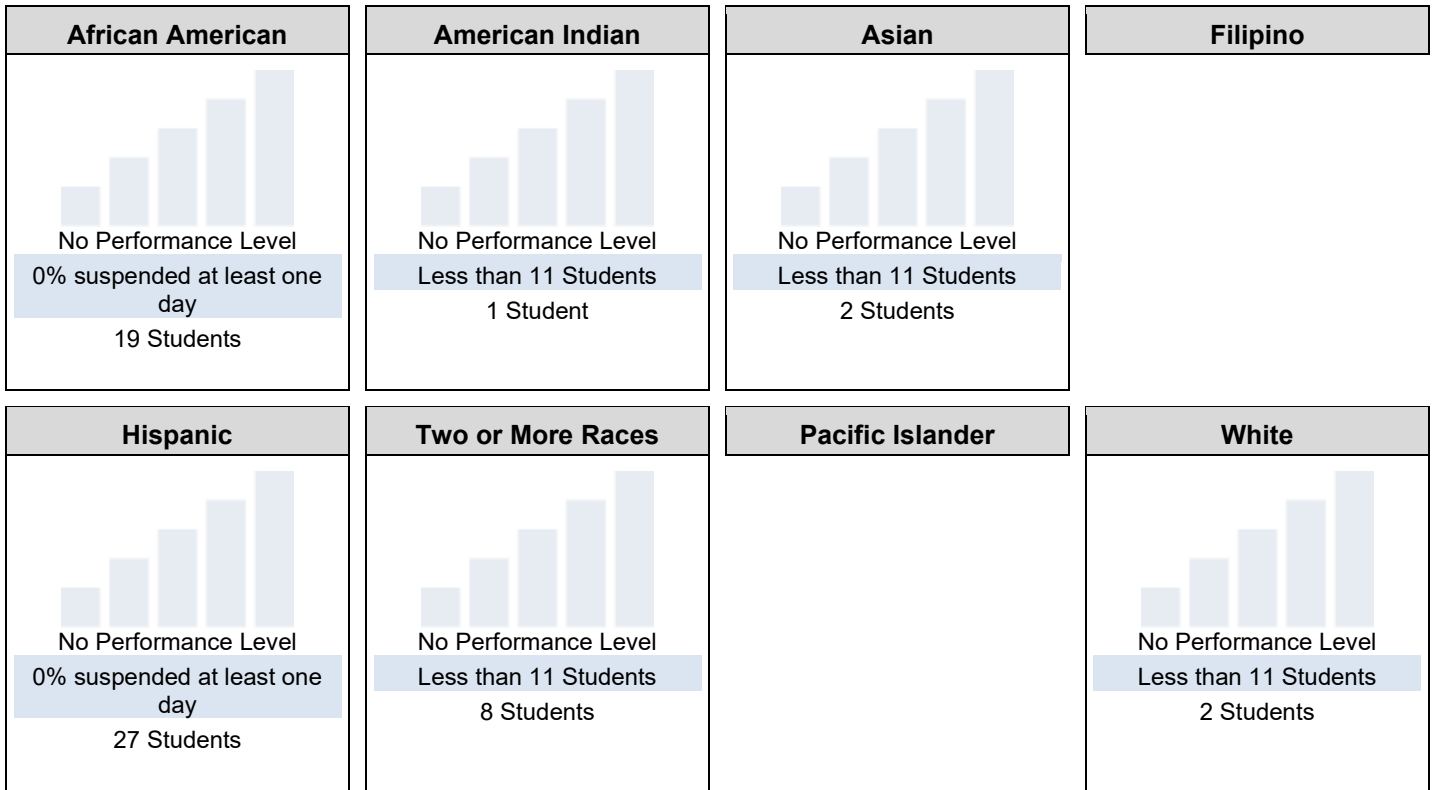 African American
No Performance Level
0% suspended at least one
day
19 Students
American Indian
No Performance Level
Less than 11 Students
1 Student
Asian
No Performance Level
Less than 11 Students
2 Students
Filipino
Hispanic
No Performance Level
0% suspended at least one
day
27 Students
Two or More Races
No Performance Level
Less than 11 Students
8 Students
Pacific Islander
White
No Performance Level
Less than 11 Students
2 Students